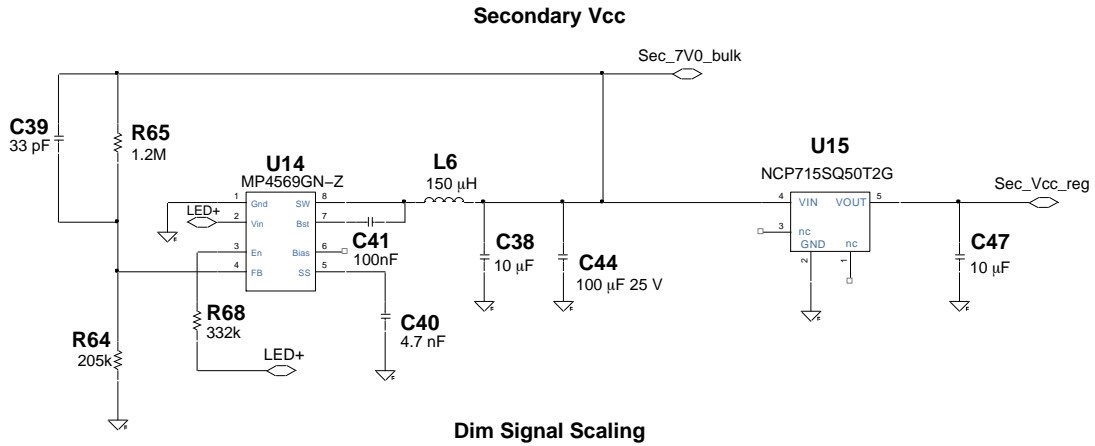 Secondary Vcc
Sec_7V0_bulk
C39
33 pF
R65
1.2M
U14
MP4569GN−Z
1 Gnd SW 8
2 Vin Bst 7
3 En Bias 6
4 FB SS 5
LED+
C41
100nF
L6
150 μH
C38
10 μF
C44
100 μF 25 V
U15
NCP715SQ50T2G
4 VIN VOUT 5
3 nc
GND nc
2 1
Sec_Vcc_reg
C47
10 μF
R68
332k
LED+
C40
4.7 nF
R64
205k
F
F
F
F
F
F
F
Dim Signal Scaling